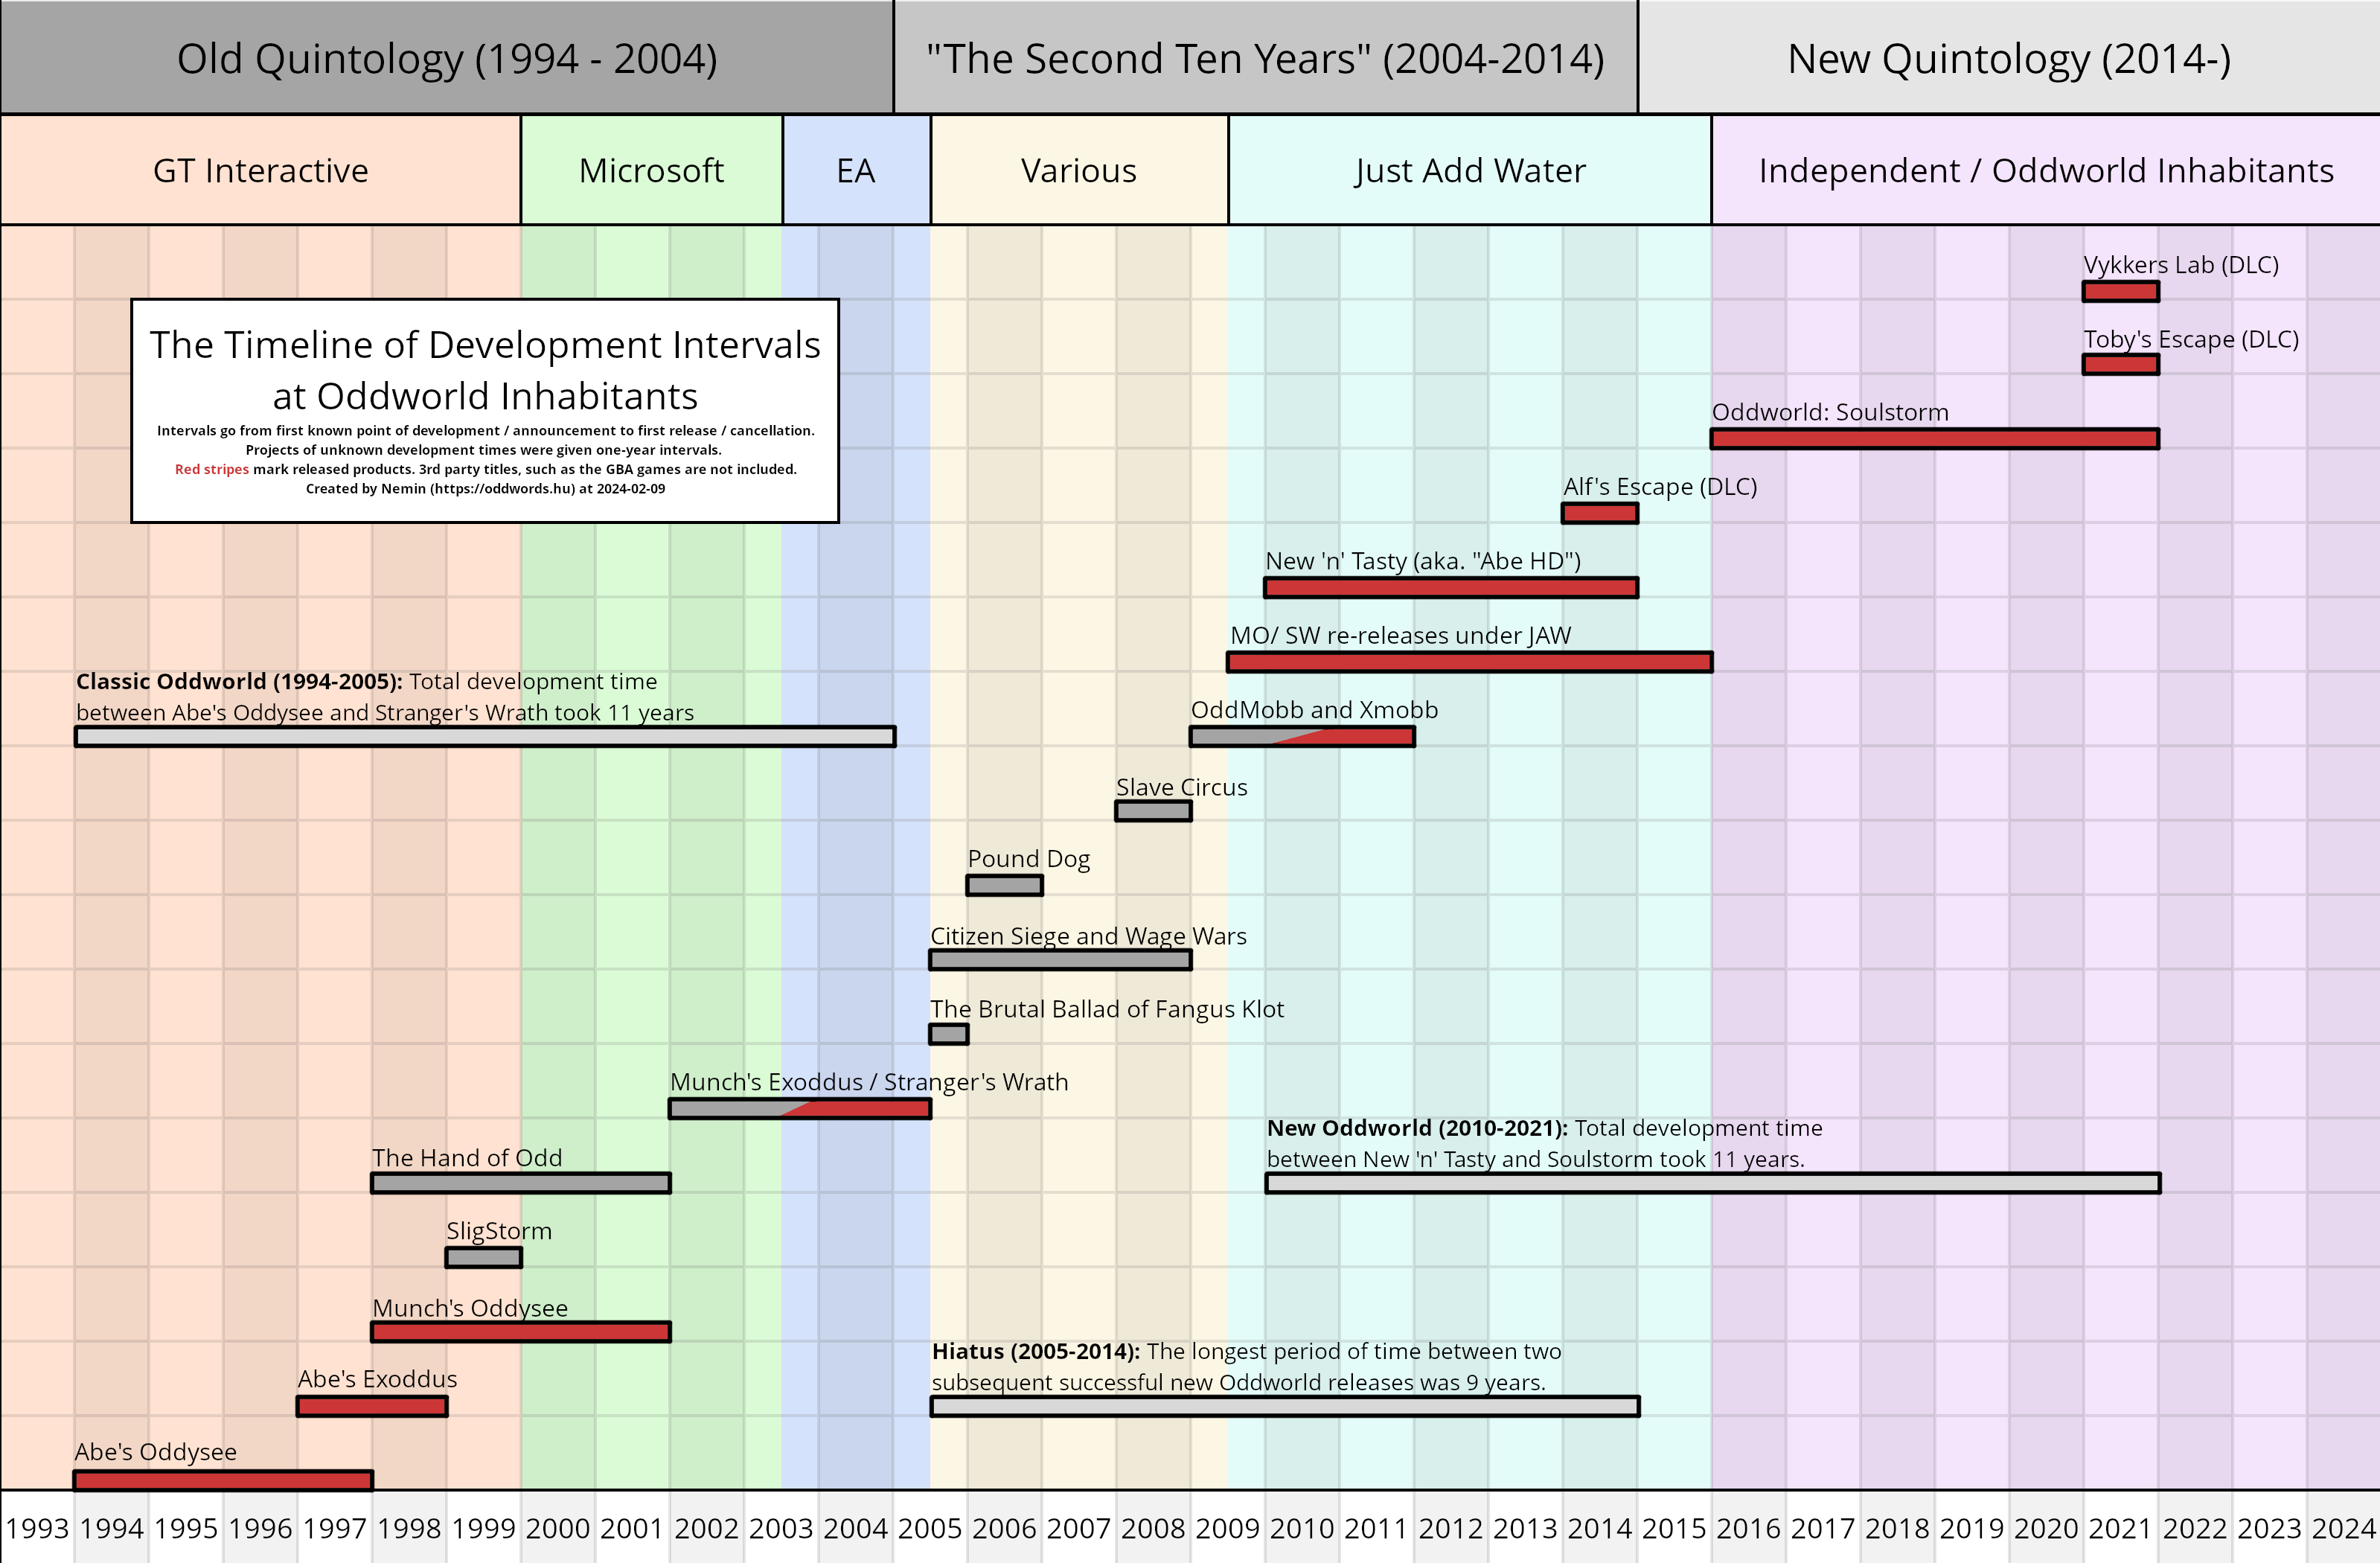 Old Quintology (1994 - 2004)
"The Second Ten Years" (2004-2014)
New Quintology (2014-)
GT Interactive
Microsoft
EA
Various
Just Add Water
Independent / Oddworld Inhabitants
Vykkers Lab (DLC)
The Timeline of Development Intervals
at Oddworld Inhabitants
Intervals go from first known point of development / announcement to first release / cancellation.
Projects of unknown development times were given one-year intervals.
Red stripes mark released products. 3rd party titles, such as the GBA games are not included.
Created by Nemin (https://oddwords.hu) at 2024-02-09
Toby's Escape (DLC)
Oddworld: Soulstorm
Alf's Escape (DLC)
New 'n' Tasty (aka. "Abe HD")
MO/ SW re-releases under JAW
Classic Oddworld (1994-2005): Total development time
between Abe's Oddysee and Stranger's Wrath took 11 years
OddMobb and Xmobb
Slave Circus
Pound Dog
Citizen Siege and Wage Wars
The Brutal Ballad of Fangus Klot
Munch's Exoddus / Stranger's Wrath
New Oddworld (2010-2021): Total development time
between New 'n' Tasty and Soulstorm took 11 years.
The Hand of Odd
SligStorm
Munch's Oddysee
Hiatus (2005-2014): The longest period of time between two
subsequent successful new Oddworld releases was 9 years.
Abe's Exoddus
Abe's Oddysee
1993 1994 1995 1996 1997 1998 1999 2000 2001 2002 2003 2004 2005 2006 2007 2008 2009 2010 2011 2012 2013 2014 2015 2016 2017 2018 2019 2020 2021 2022 2023 2024